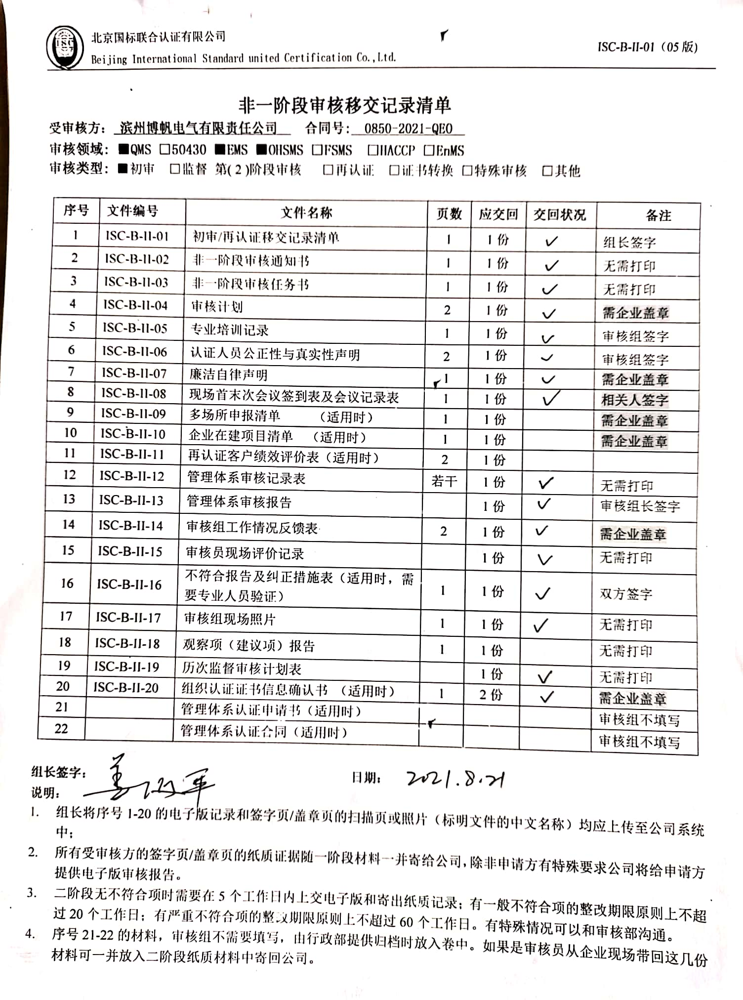 ISC
北京国标联合认证有限公司
Beijing International Standard united Certification Co.,Ltd.
ISC-B-II-01（05 版）
非一阶段审核移交记录清单
受审核方： 滨州博帆电气有限责任公司 合同号： 0850-2021-QEO
审核领域：■QMS □50430 ■EMS ■OHSMS □FSMS □HACCP □EnMS
审核类型：■初审 □监督 第( 2 )阶段审核 □再认证 □证书转换 □特殊审核 □其他
序号 文件编号 文件名称 页数 应交回 交回状况 备注
1 ISC-B-II-01 初审/再认证移交记录清单 1 1 份 ✓ 组长签字
2 ISC-B-II-02 非一阶段审核通知书 1 1 份 ✓ 无需打印
3 ISC-B-II-03 非一阶段审核任务书 1 1 份 ✓ 无需打印
4 ISC-B-II-04 审核计划 2 1 份 ✓ 需企业盖章
5 ISC-B-II-05 专业培训记录 1 1 份 ✓ 审核组签字
6 ISC-B-II-06 认证人员公正性与真实性声明 2 1 份 ✓ 审核组签字
7 ISC-B-II-07 廉洁自律声明 1 1 份 ✓ 需企业盖章
8 ISC-B-II-08 现场首末次会议签到表及会议记录表 1 1 份 ✓ 相关人签字
9 ISC-B-II-09 多场所申报清单 （适用时） 1 1 份 需企业盖章
10 ISC-B-II-10 企业在建项目清单 （适用时） 1 1 份 需企业盖章
11 ISC-B-II-11 再认证客户绩效评价表（适用时） 2 1 份
12 ISC-B-II-12 管理体系审核记录表 若干 1 份 ✓ 无需打印
13 ISC-B-II-13 管理体系审核报告 1 份 ✓ 审核组长签字
14 ISC-B-II-14 审核组工作情况反馈表 2 1 份 ✓ 需企业盖章
15 ISC-B-II-15 审核员现场评价记录 1 份 ✓ 无需打印
16 ISC-B-II-16 不符合报告及纠正措施表（适用时，需
要专业人员验证） 1 1 份 ✓ 双方签字
17 ISC-B-II-17 审核组现场照片 1 1 份 ✓ 无需打印
18 ISC-B-II-18 观察项（建议项）报告 1 1 份 无需打印
19 ISC-B-II-19 历次监督审核计划表 1 份 ✓ 无需打印
20 ISC-B-II-20 组织认证证书信息确认书 （适用时） 1 2 份 ✓ 需企业盖章
21 管理体系认证申请书（适用时） 审核组不填写
22 管理体系认证合同（适用时） 审核组不填写
组长签字： 日期： 2021.8.21
说明：
1. 组长将序号 1-20 的电子版记录和签字页/盖章页的扫描页或照片（标明文件的中文名称）均应上传至公司系统
中；
2. 所有受审核方的签字页/盖章页的纸质证据随一阶段材料一并寄给公司,除非申请方有特殊要求公司将给申请方
提供电子版审核报告。
3. 二阶段无不符合项时需要在 5 个工作日内上交电子版和寄出纸质记录；有一般不符合项的整改期限原则上不超
过 20 个工作日；有严重不符合项的整改期限原则上不超过 60 个工作日。有特殊情况可以和审核部沟通。
4. 序号 21-22 的材料，审核组不需要填写，由行政部提供归档时放入卷中。如果是审核员从企业现场带回这几份
材料可一并放入二阶段纸质材料中寄回公司。